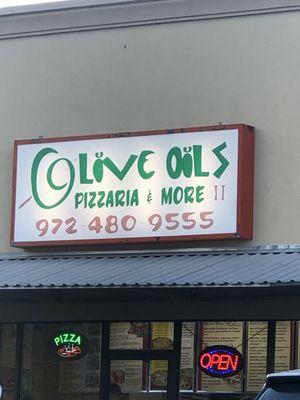 OLiVE OiLS
PIZZARIA & MORE II
972-480-9555
PIZZA
OPEN